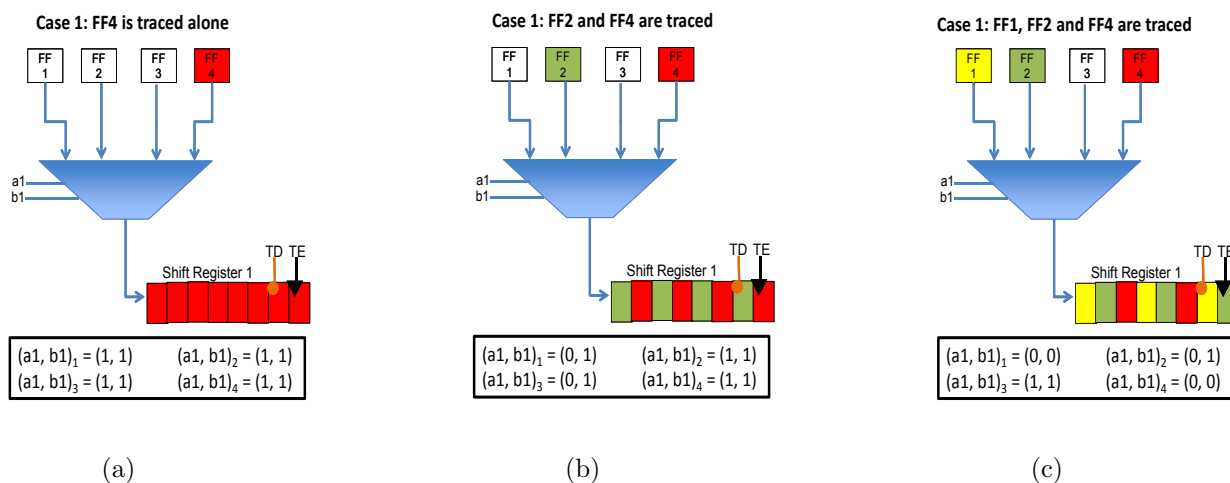 Case 1: FF4 is traced alone
FF 1
FF 2
FF 3
FF 4
a1
b1
TD TE
Shift Register 1
(a1, b1)1 = (1, 1) (a1, b1)2 = (1, 1)
(a1, b1)3 = (1, 1) (a1, b1)4 = (1, 1)
(a)
Case 1: FF2 and FF4 are traced
FF 1
FF 2
FF 3
FF 4
a1
b1
TD TE
Shift Register 1
(a1, b1)1 = (0, 1) (a1, b1)2 = (1, 1)
(a1, b1)3 = (0, 1) (a1, b1)4 = (1, 1)
(b)
Case 1: FF1, FF2 and FF4 are traced
FF 1
FF 2
FF 3
FF 4
a1
b1
TD TE
Shift Register 1
(a1, b1)1 = (0, 0) (a1, b1)2 = (0, 1)
(a1, b1)3 = (1, 1) (a1, b1)4 = (0, 0)
(c)